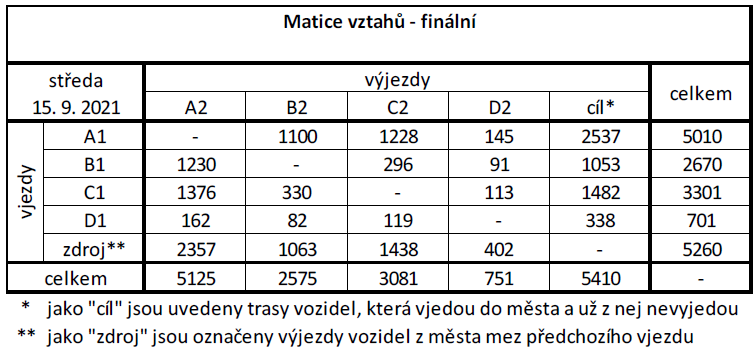 Matice vztahů - finální
středa
15. 9. 2021
výjezdy
celkem
A2 B2 C2 D2 cíl*
vjezdy
A1 - 1100 1228 145 2537 5010
B1 1230 - 296 91 1053 2670
C1 1376 330 - 113 1482 3301
D1 162 82 119 - 338 701
zdroj** 2357 1063 1438 402 - 5260
celkem 5125 2575 3081 751 5410 -
* jako "cíl" jsou uvedeny trasy vozidel, která vjedou do města a už z nej nevyjedou
** jako "zdroj" jsou označeny výjezdy vozidel z města mez předchozího vjezdu